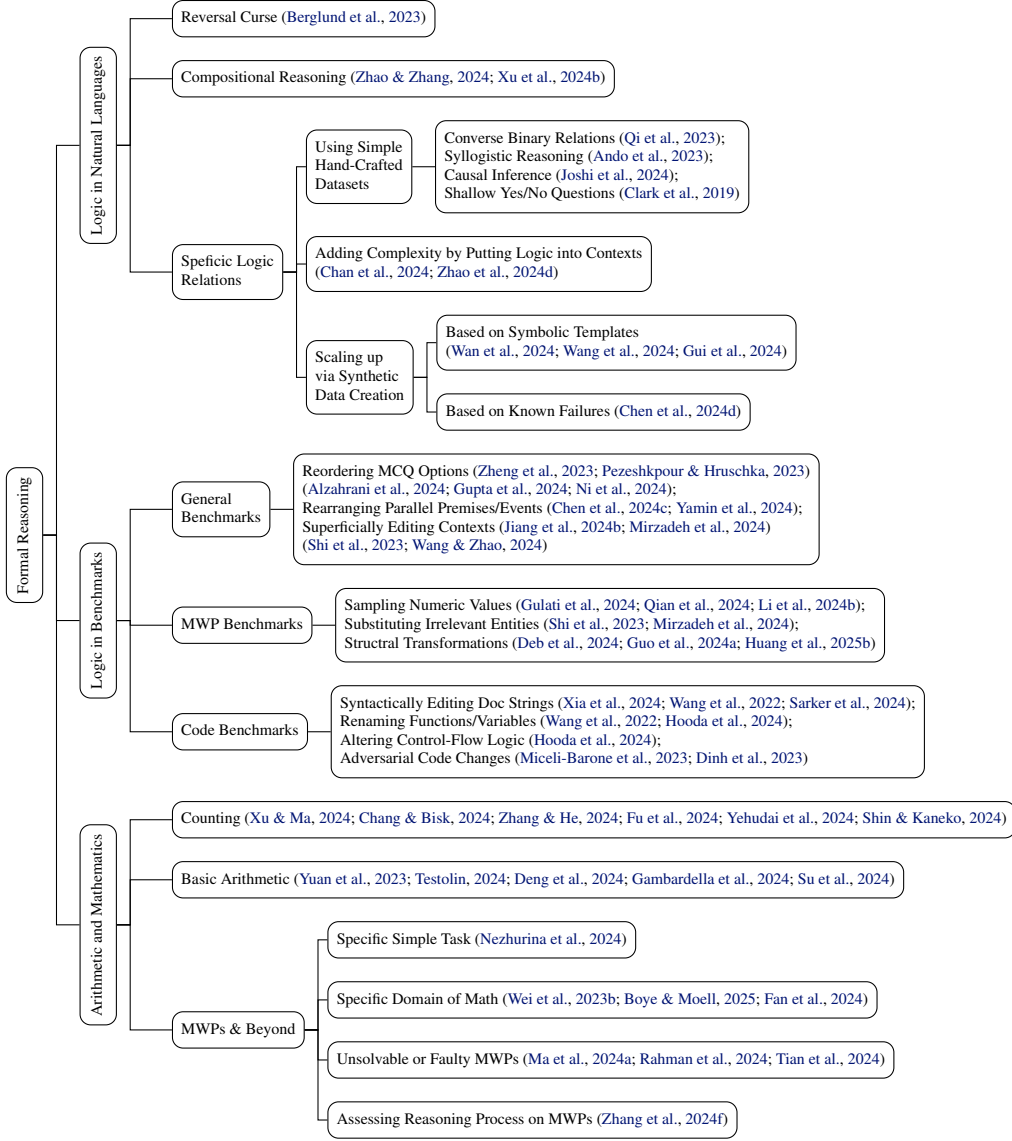 Formal Reasoning
Logic in Natural Languages
Reversal Curse (Berglund et al., 2023)
Compositional Reasoning (Zhao & Zhang, 2024; Xu et al., 2024b)
Speficic Logic
Relations
Using Simple
Hand-Crafted
Datasets
Converse Binary Relations (Qi et al., 2023);
Syllogistic Reasoning (Ando et al., 2023);
Causal Inference (Joshi et al., 2024);
Shallow Yes/No Questions (Clark et al., 2019)
Adding Complexity by Putting Logic into Contexts
(Chan et al., 2024; Zhao et al., 2024d)
Scaling up
via Synthetic
Data Creation
Based on Symbolic Templates
(Wan et al., 2024; Wang et al., 2024; Gui et al., 2024)
Based on Known Failures (Chen et al., 2024d)
Logic in Benchmarks
General
Benchmarks
Reordering MCQ Options (Zheng et al., 2023; Pezeshkpour & Hruschka, 2023)
(Alzahrani et al., 2024; Gupta et al., 2024; Ni et al., 2024);
Rearranging Parallel Premises/Events (Chen et al., 2024c; Yamin et al., 2024);
Superficially Editing Contexts (Jiang et al., 2024b; Mirzadeh et al., 2024)
(Shi et al., 2023; Wang & Zhao, 2024)
MWP Benchmarks
Sampling Numeric Values (Gulati et al., 2024; Qian et al., 2024; Li et al., 2024b);
Substituting Irrelevant Entities (Shi et al., 2023; Mirzadeh et al., 2024);
Structral Transformations (Deb et al., 2024; Guo et al., 2024a; Huang et al., 2025b)
Code Benchmarks
Syntactically Editing Doc Strings (Xia et al., 2024; Wang et al., 2022; Sarker et al., 2024);
Renaming Functions/Variables (Wang et al., 2022; Hooda et al., 2024);
Altering Control-Flow Logic (Hooda et al., 2024);
Adversarial Code Changes (Miceli-Barone et al., 2023; Dinh et al., 2023)
Arithmetic and Mathematics
Counting (Xu & Ma, 2024; Chang & Bisk, 2024; Zhang & He, 2024; Fu et al., 2024; Yehudai et al., 2024; Shin & Kaneko, 2024)
Basic Arithmetic (Yuan et al., 2023; Testolin, 2024; Deng et al., 2024; Gambardella et al., 2024; Su et al., 2024)
MWPs & Beyond
Specific Simple Task (Nezhurina et al., 2024)
Specific Domain of Math (Wei et al., 2023b; Boye & Moell, 2025; Fan et al., 2024)
Unsolvable or Faulty MWPs (Ma et al., 2024a; Rahman et al., 2024; Tian et al., 2024)
Assessing Reasoning Process on MWPs (Zhang et al., 2024f)